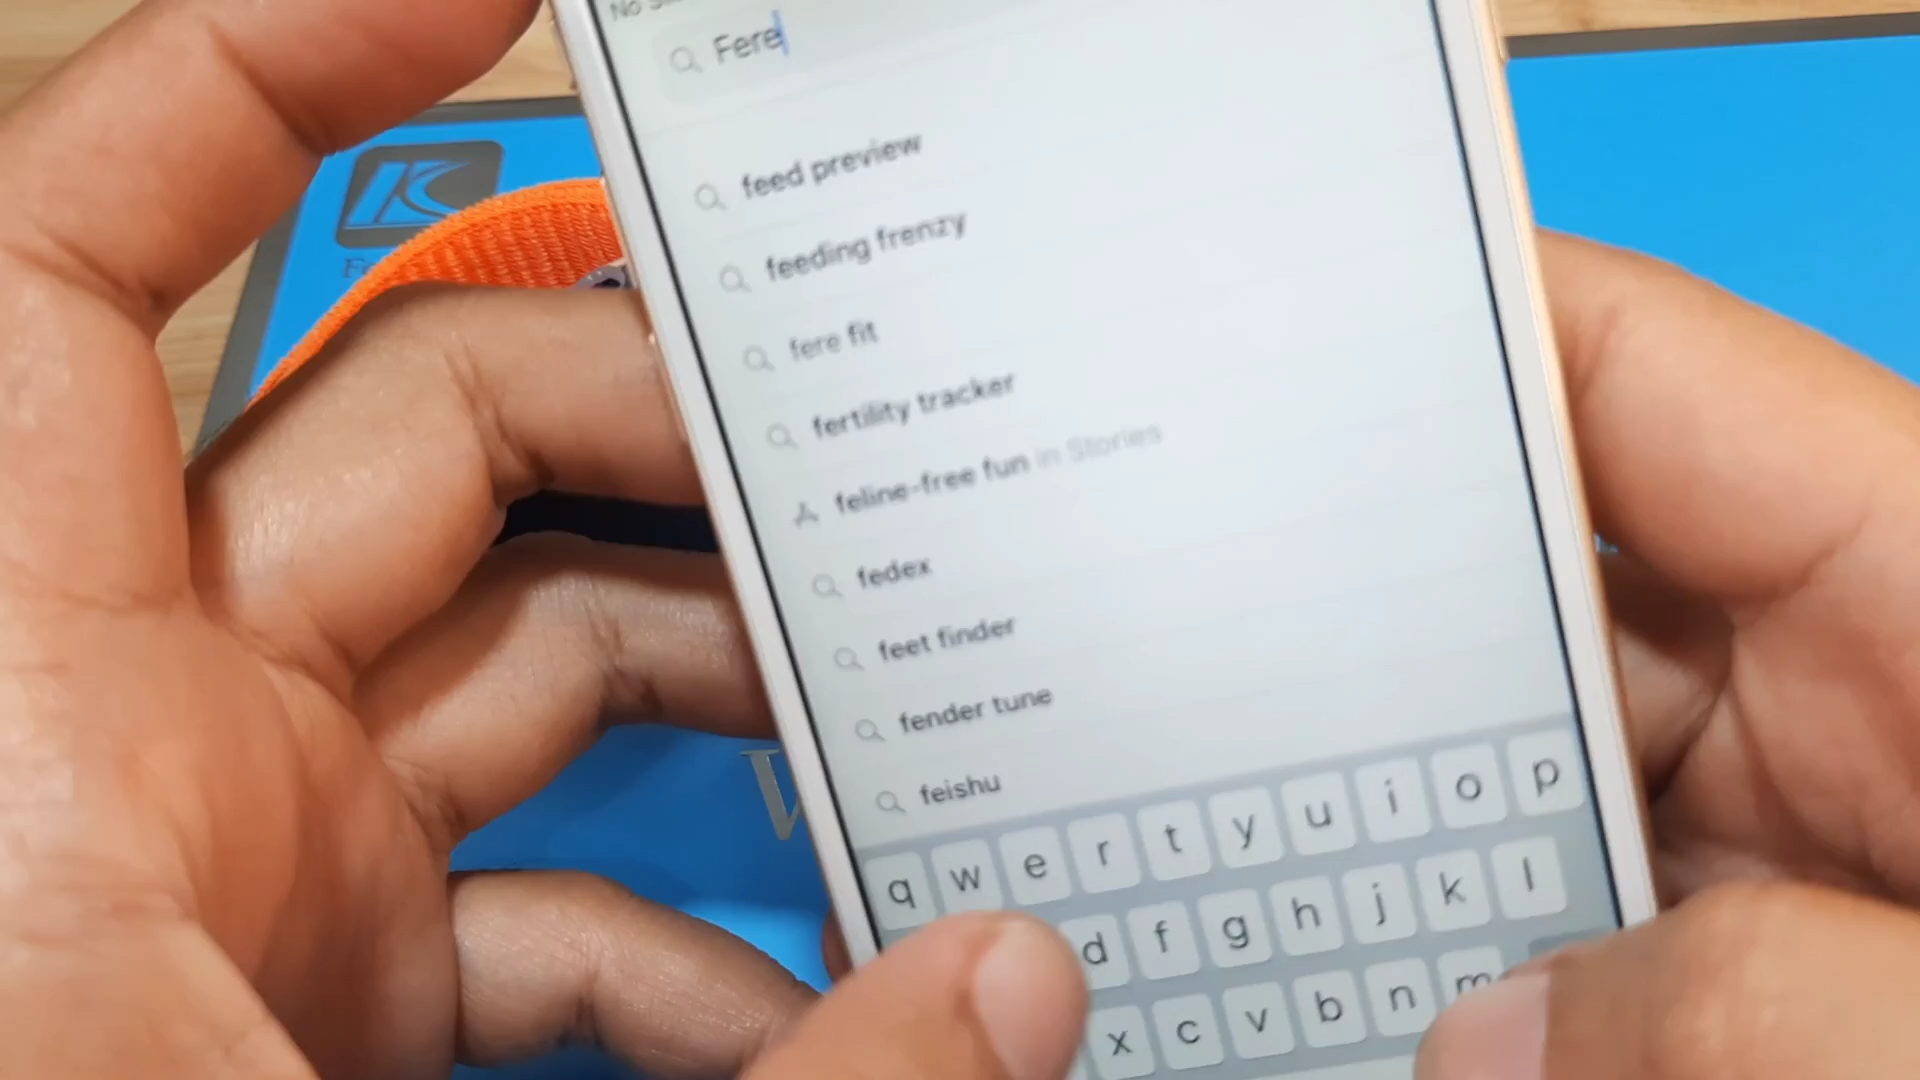 No
Fere
feed preview
feeding frenzy
fere fit
fertility tracker
feline-free fun in Stories
fedex
feet finder
fender tune
feishu
q w e r t y u i o p
d f g h j k l
x c v b n m